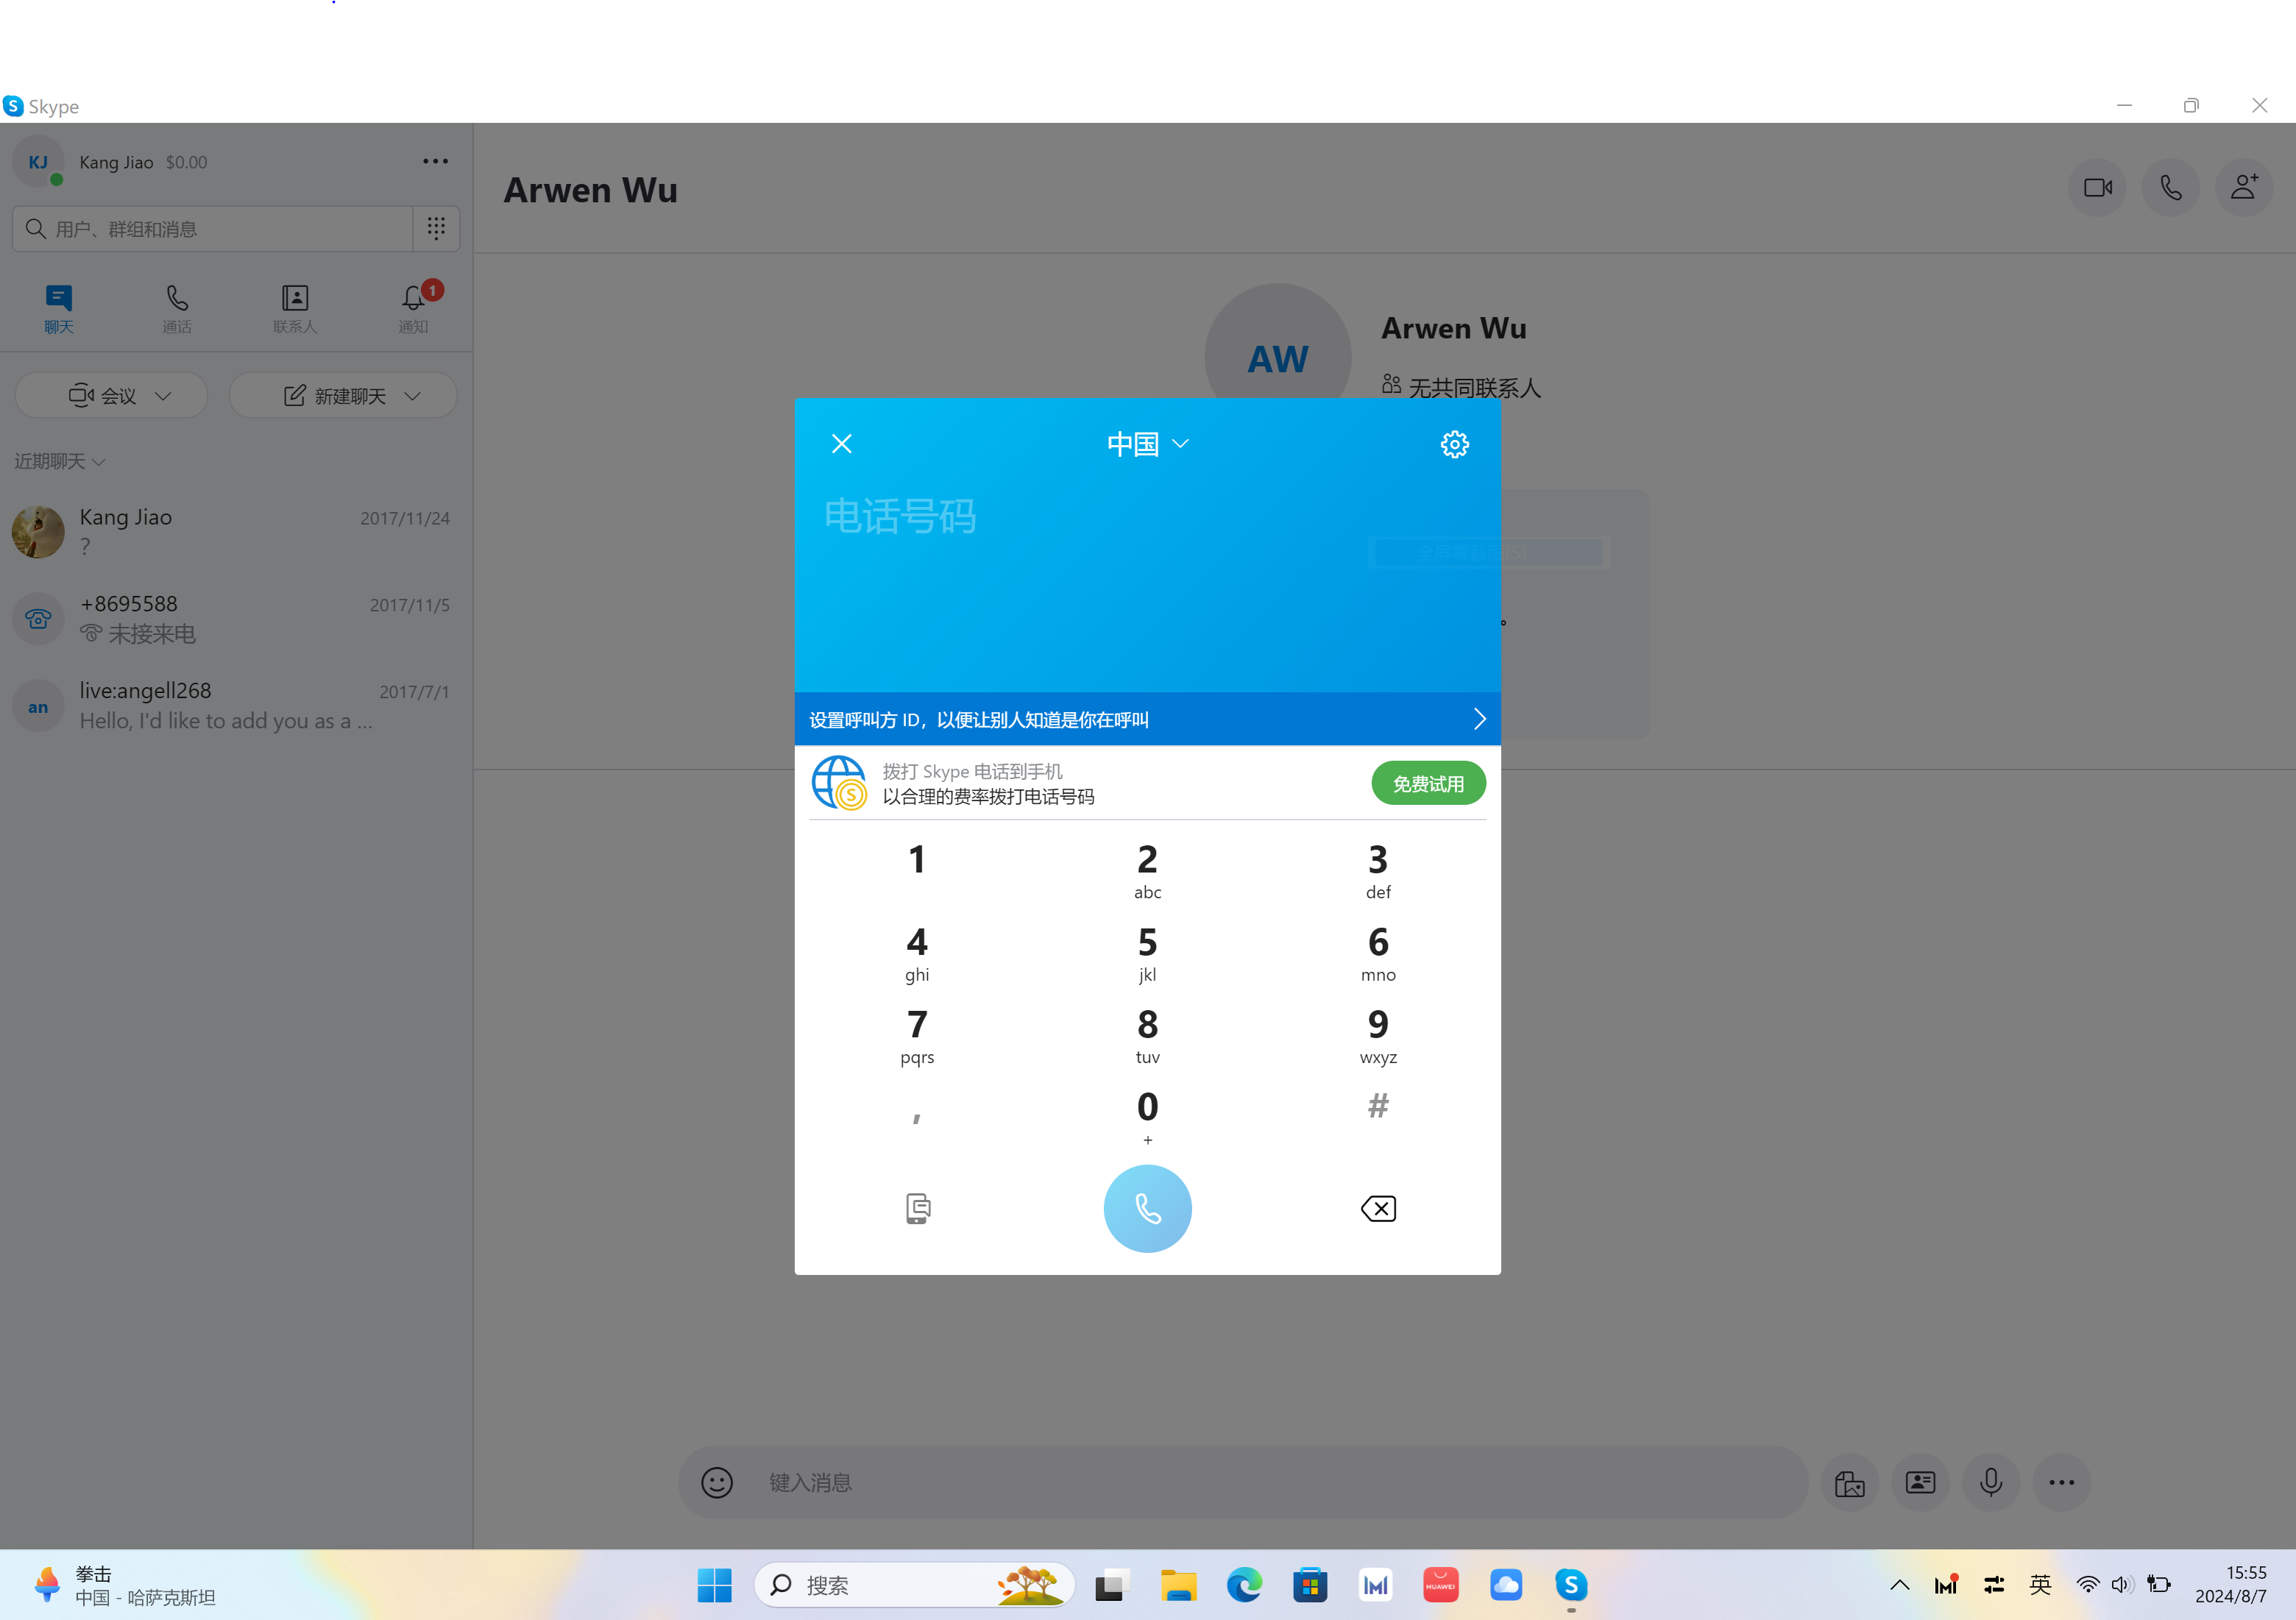 Skype
KJ
Kang Jiao $0.00
用户、群组和消息
聊天
通话
联系人
通知
1
会议
新建聊天
近期聊天
Kang Jiao 2017/11/24
?
+8695588 2017/11/5
未接来电
an
live:angell268 2017/7/1
Hello, I'd like to add you as a ...
Arwen Wu
AW
Arwen Wu
无共同联系人
中国
电话号码
。
设置呼叫方 ID，以便让别人知道是你在呼叫
拨打 Skype 电话到手机
以合理的费率拨打电话号码
免费试用
1 2 3
abc def
4 5 6
ghi jkl mno
7 8 9
pqrs tuv wxyz
, 0 #
+
键入消息
拳击
中国 - 哈萨克斯坦
搜索
HUAWEI
英
15:55
2024/8/7